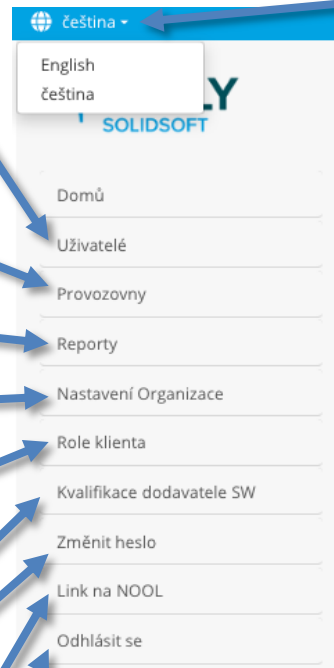 čeština
English
čeština
LY
SOLIDSOFT
Domů
Uživatelé
Provozovny
Reporty
Nastavení Organizace
Role klienta
Kvalifikace dodavatele SW
Změnit heslo
Link na NOOL
Odhlásit se